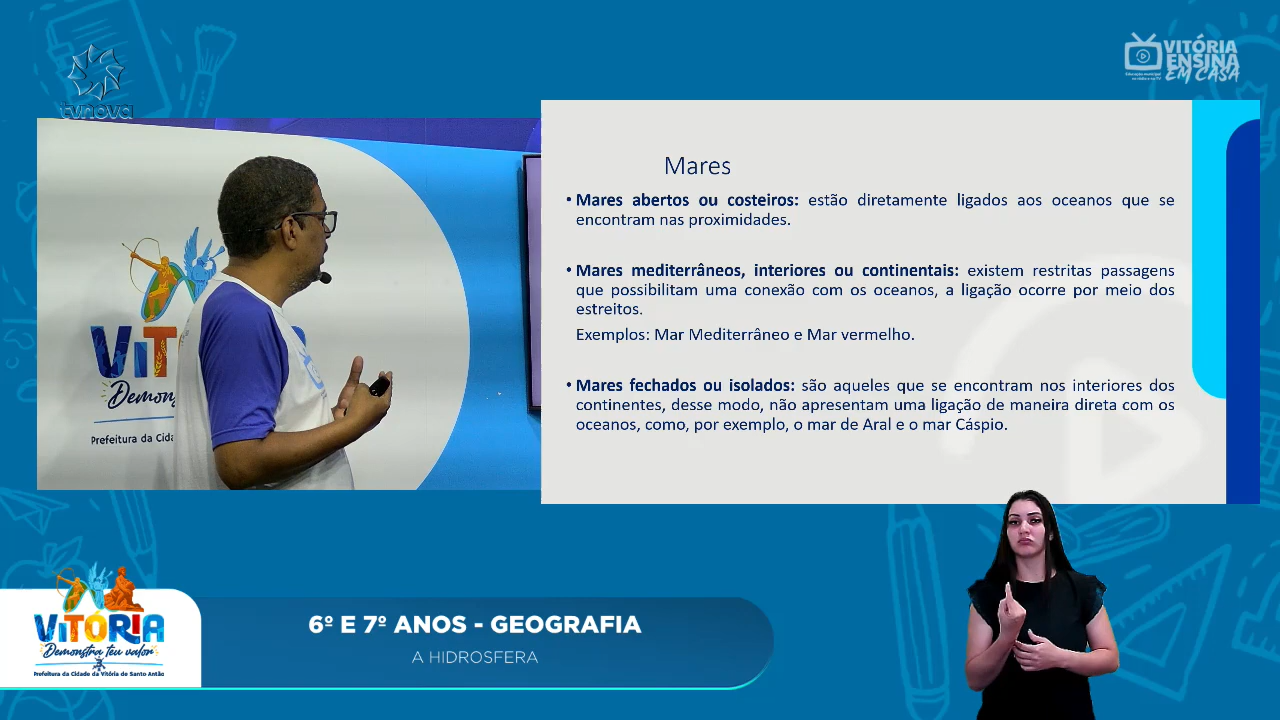 tvnova
VITÓRIA
ENSINA
EM CASA
Mares
• Mares abertos ou costeiros: estão diretamente ligados aos oceanos que se
encontram nas proximidades.
• Mares mediterrâneos, interiores ou continentais: existem restritas passagens
que possibilitam uma conexão com os oceanos, a ligação ocorre por meio dos
estreitos.
Exemplos: Mar Mediterrâneo e Mar vermelho.
• Mares fechados ou isolados: são aqueles que se encontram nos interiores dos
continentes, desse modo, não apresentam uma ligação de maneira direta com os
oceanos, como, por exemplo, o mar de Aral e o mar Cáspio.
VIT
Demons
Prefeitura da Cida
6º E 7º ANOS - GEOGRAFIA
A HIDROSFERA
VITÓRIA
Demonstra teu valor
Prefeitura da Cidade da Vitória de Santo Antão